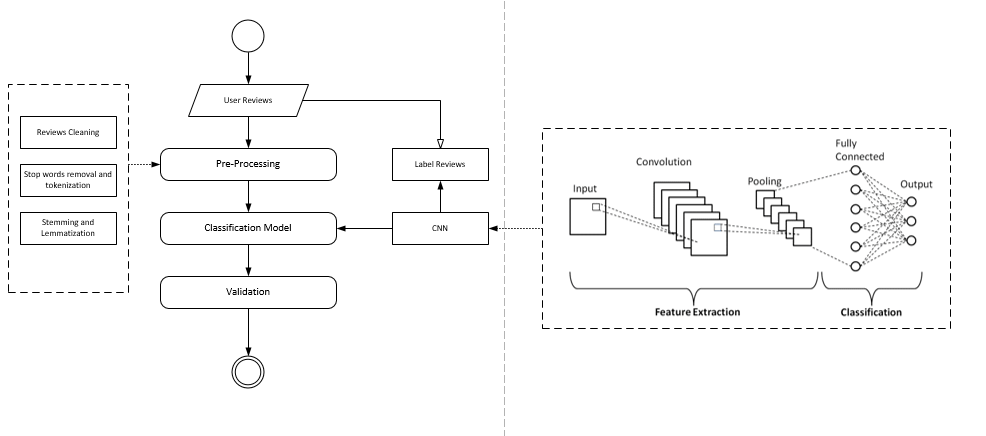 User Reviews
Reviews Cleaning
Stop words removal and
tokenization
Stemming and
Lemmatization
Pre-Processing
Label Reviews
Classification Model
CNN
Validation
Input
Convolution
Pooling
Fully
Connected
Output
Feature Extraction
Classification